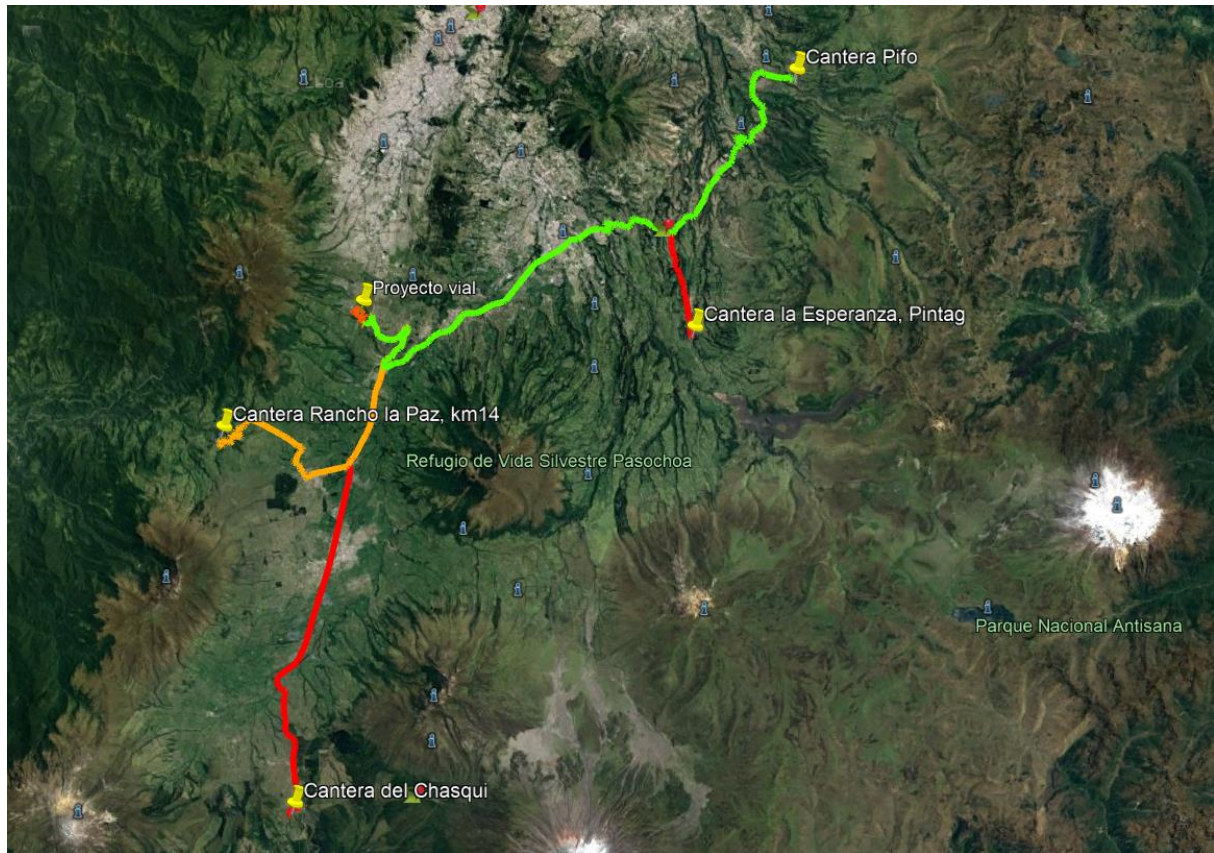 Cantera Pifo
Proyecto vial
Cantera la Esperanza, Pintag
Cantera Rancho la Paz, km14
Refugio de Vida Silvestre Pasochoa
Parque Nacional Antisana
Cantera del Chasqui